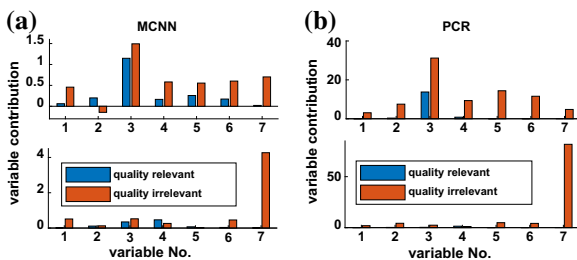 (a) MCNN
variable contribution
1.5
1
0.5
0
1 2 3 4 5 6 7
4
2
0
quality relevant
quality irrelevant
1 2 3 4 5 6 7
variable No.
(b) PCR
variable contribution
40
20
0
1 2 3 4 5 6 7
50
0
quality relevant
quality irrelevant
1 2 3 4 5 6 7
variable No.